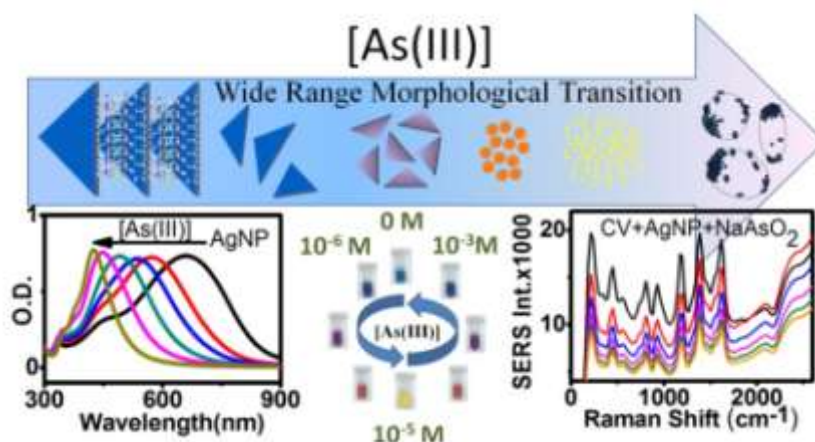 [As(III)]
Wide Range Morphological Transition
1
[As(III)]
AgNP
O.D.
0
300
600
900
Wavelength(nm)
0 M
10⁻⁶ M
10⁻³ M
[As(III)]
10⁻⁵ M
CV+AgNP+NaAsO₂
20
10
SERS Int.x1000
0
1000
2000
Raman Shift (cm⁻¹)